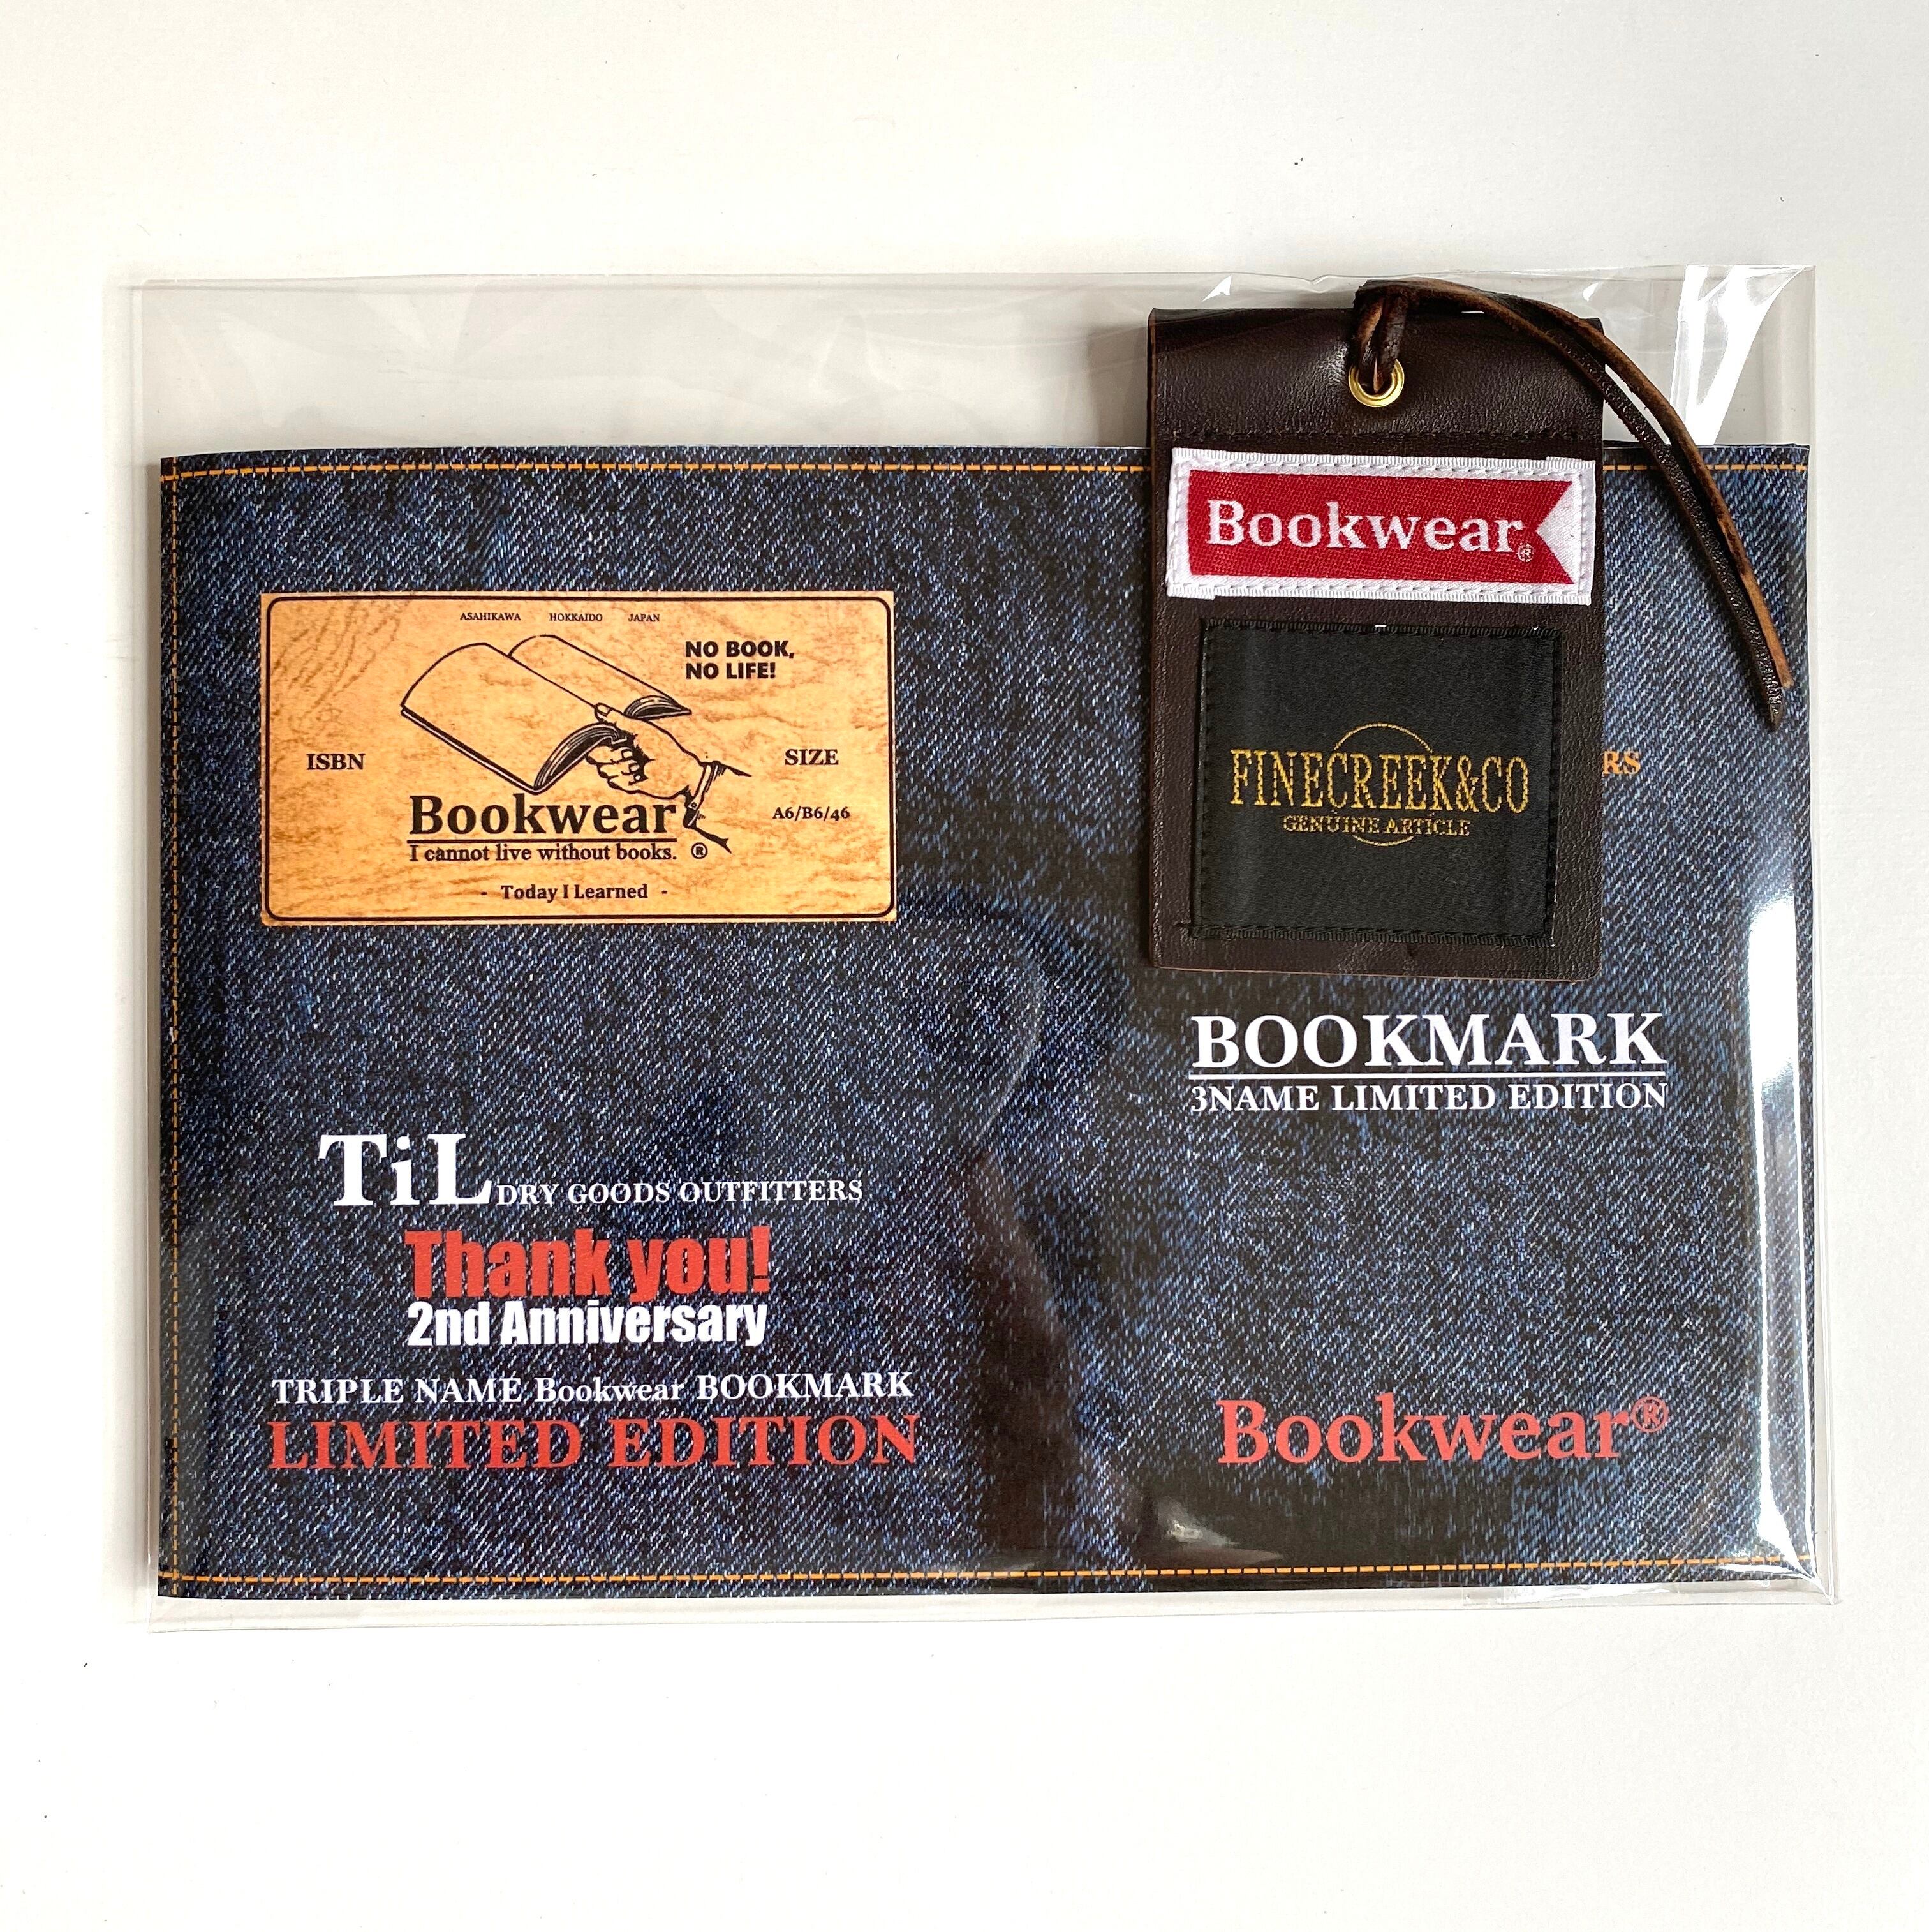 ASAHIKAWA HOKKAIDO JAPAN
NO BOOK,
NO LIFE!
ISBN
SIZE
A6/B6/46
Bookwear
I cannot live without books. ®
- Today I Learned -
TiL DRY GOODS OUTFITTERS
Thank you!
2nd Anniversary
TRIPLE NAME Bookwear BOOKMARK
LIMITED EDITION
Bookwear®
FINECREEK&CO
GENUINE ARTICLE
BOOKMARK
3NAME LIMITED EDITION
Bookwear®